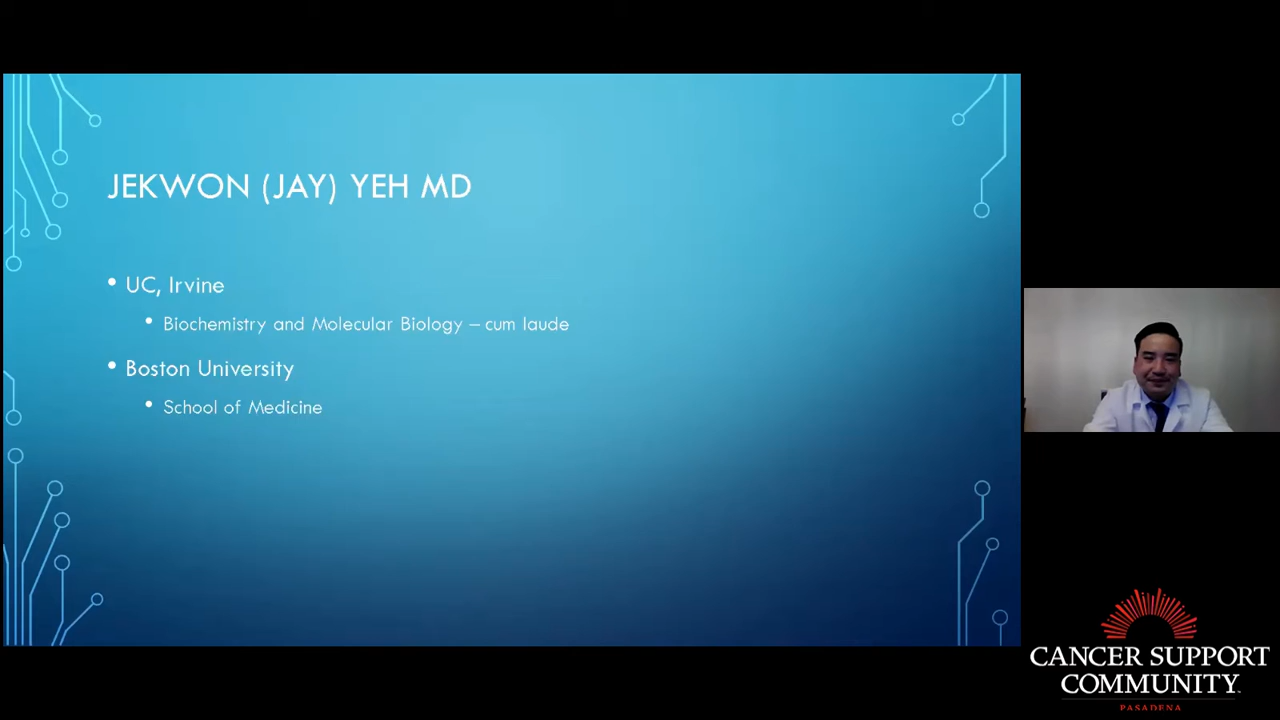 JEKWON (JAY) YEH MD
• UC, Irvine
• Biochemistry and Molecular Biology – cum laude
• Boston University
• School of Medicine
CANCER SUPPORT
COMMUNITY
PASADENA